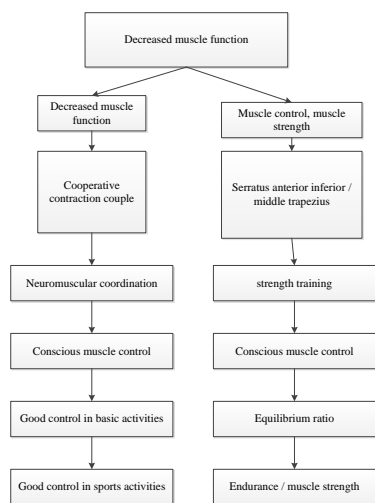 Decreased muscle function
Decreased muscle
function
Cooperative
contraction couple
Neuromuscular coordination
Conscious muscle control
Good control in basic activities
Good control in sports activities
Muscle control, muscle
strength
Serratus anterior inferior /
middle trapezius
strength training
Conscious muscle control
Equilibrium ratio
Endurance / muscle strength